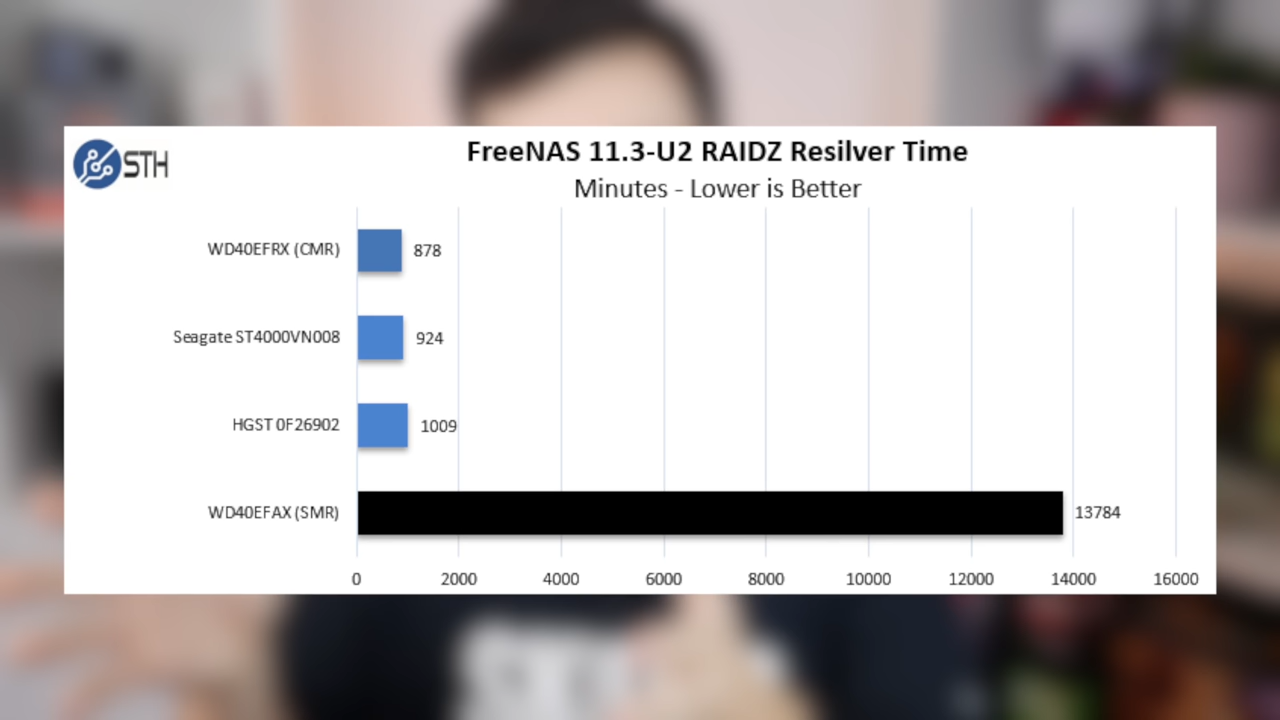 STH
FreeNAS 11.3-U2 RAIDZ Resilver Time
Minutes - Lower is Better
WD40EFRX (CMR) 878
Seagate ST4000VN008 924
HGST 0F26902 1009
WD40EFAX (SMR) 13784
0 2000 4000 6000 8000 10000 12000 14000 16000